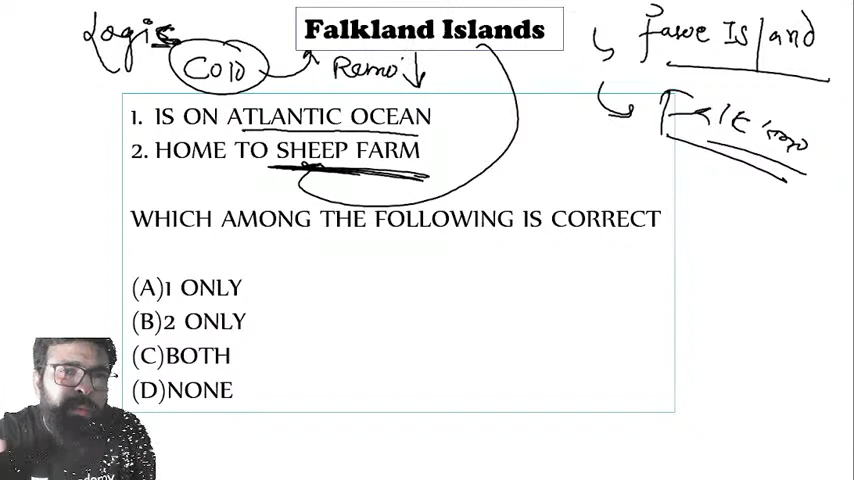 Falkland Islands
Logic
Cold
Remo
Faroe Island
1. IS ON ATLANTIC OCEAN
2. HOME TO SHEEP FARM
WHICH AMONG THE FOLLOWING IS CORRECT
(A)1 ONLY
(B)2 ONLY
(C)BOTH
(D)NONE